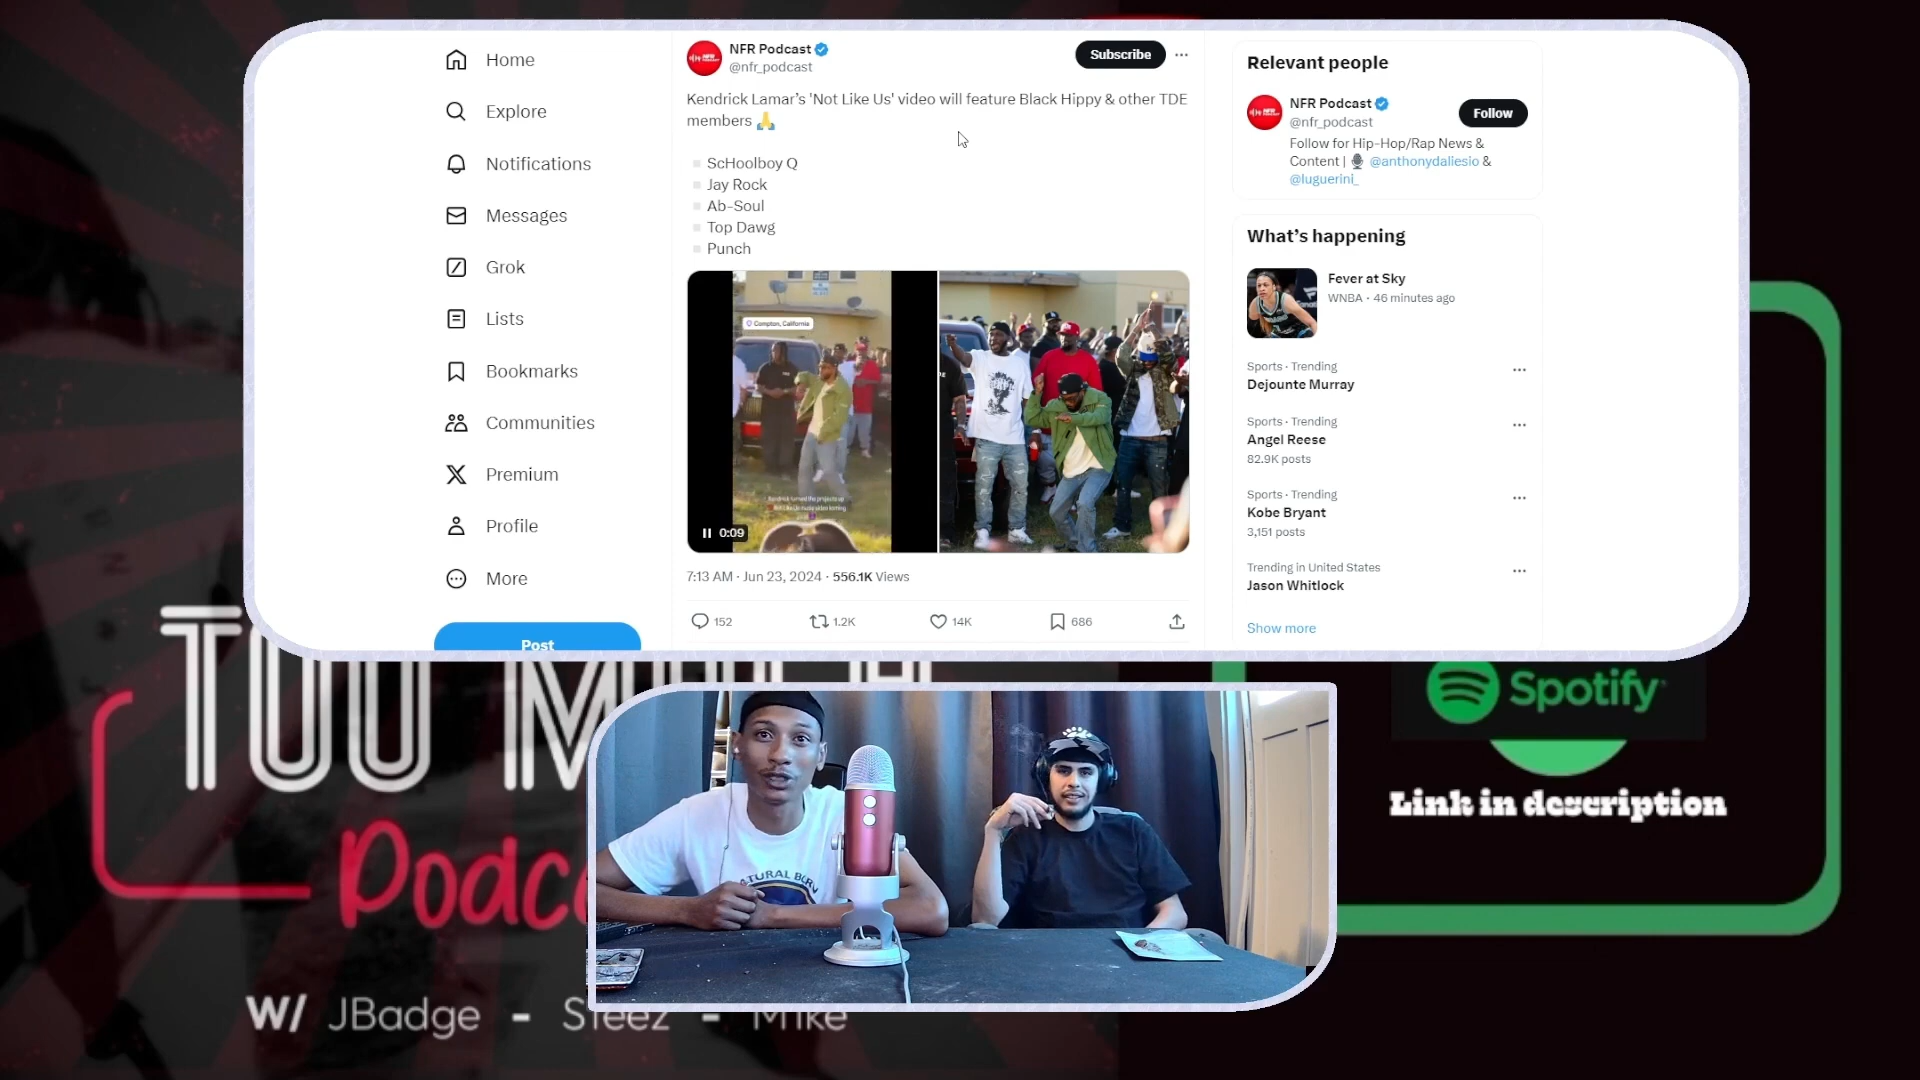 Home
Explore
Notifications
Messages
Grok
Lists
Bookmarks
Communities
Premium
Profile
More
Post
NFR Podcast
@nfr_podcast
Subscribe
Kendrick Lamar’s 'Not Like Us' video will feature Black Hippy & other TDE
members 🙏
ScHoolboy Q
Jay Rock
Ab-Soul
Top Dawg
Punch
Compton, California
0:09
7:13 AM · Jun 23, 2024 · 556.1K Views
152
1.2K
14K
686
Relevant people
NFR Podcast
@nfr_podcast
Follow
Follow for Hip-Hop/Rap News &
Content | 🎙 @anthonydaliesio &
@luguerini_
What’s happening
Fever at Sky
WNBA · 46 minutes ago
Sports · Trending
Dejounte Murray
Sports · Trending
Angel Reese
82.9K posts
Sports · Trending
Kobe Bryant
3,151 posts
Trending in United States
Jason Whitlock
Show more
Spotify
Link in description
W/ JBadge - Steez - Mike